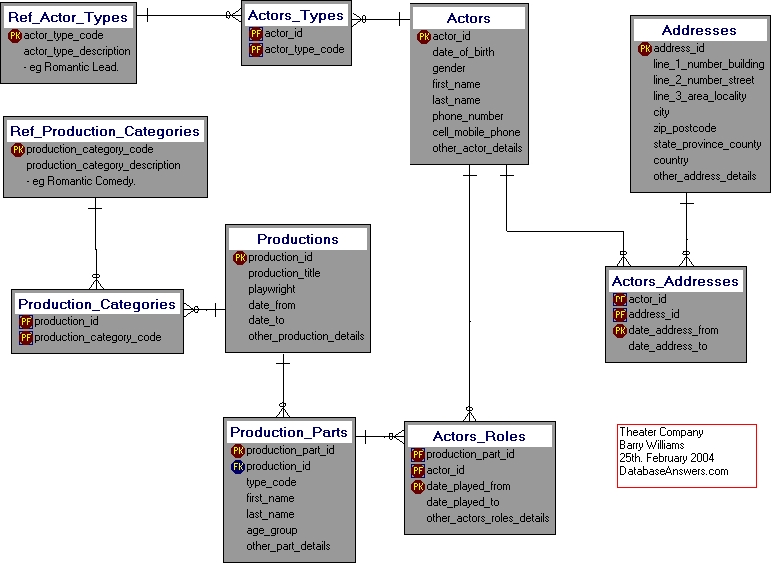 Ref_Actor_Types
PK actor_type_code
actor_type_description
- eg Romantic Lead.
Actors_Types
PF actor_id
PF actor_type_code
Actors
PK actor_id
date_of_birth
gender
first_name
last_name
phone_number
cell_mobile_phone
other_actor_details
Addresses
PK address_id
line_1_number_building
line_2_number_street
line_3_area_locality
city
zip_postcode
state_province_county
country
other_address_details
Ref_Production_Categories
PK production_category_code
production_category_description
- eg Romantic Comedy.
Productions
PK production_id
production_title
playwright
date_from
date_to
other_production_details
Production_Categories
PF production_id
PF production_category_code
Actors_Addresses
PF actor_id
PF address_id
PK date_address_from
date_address_to
Production_Parts
PK production_part_id
FK production_id
type_code
first_name
last_name
age_group
other_part_details
Actors_Roles
PF production_part_id
PF actor_id
PK date_played_from
date_played_to
other_actors_roles_details
Theater Company
Barry Williams
25th. February 2004
DatabaseAnswers.com